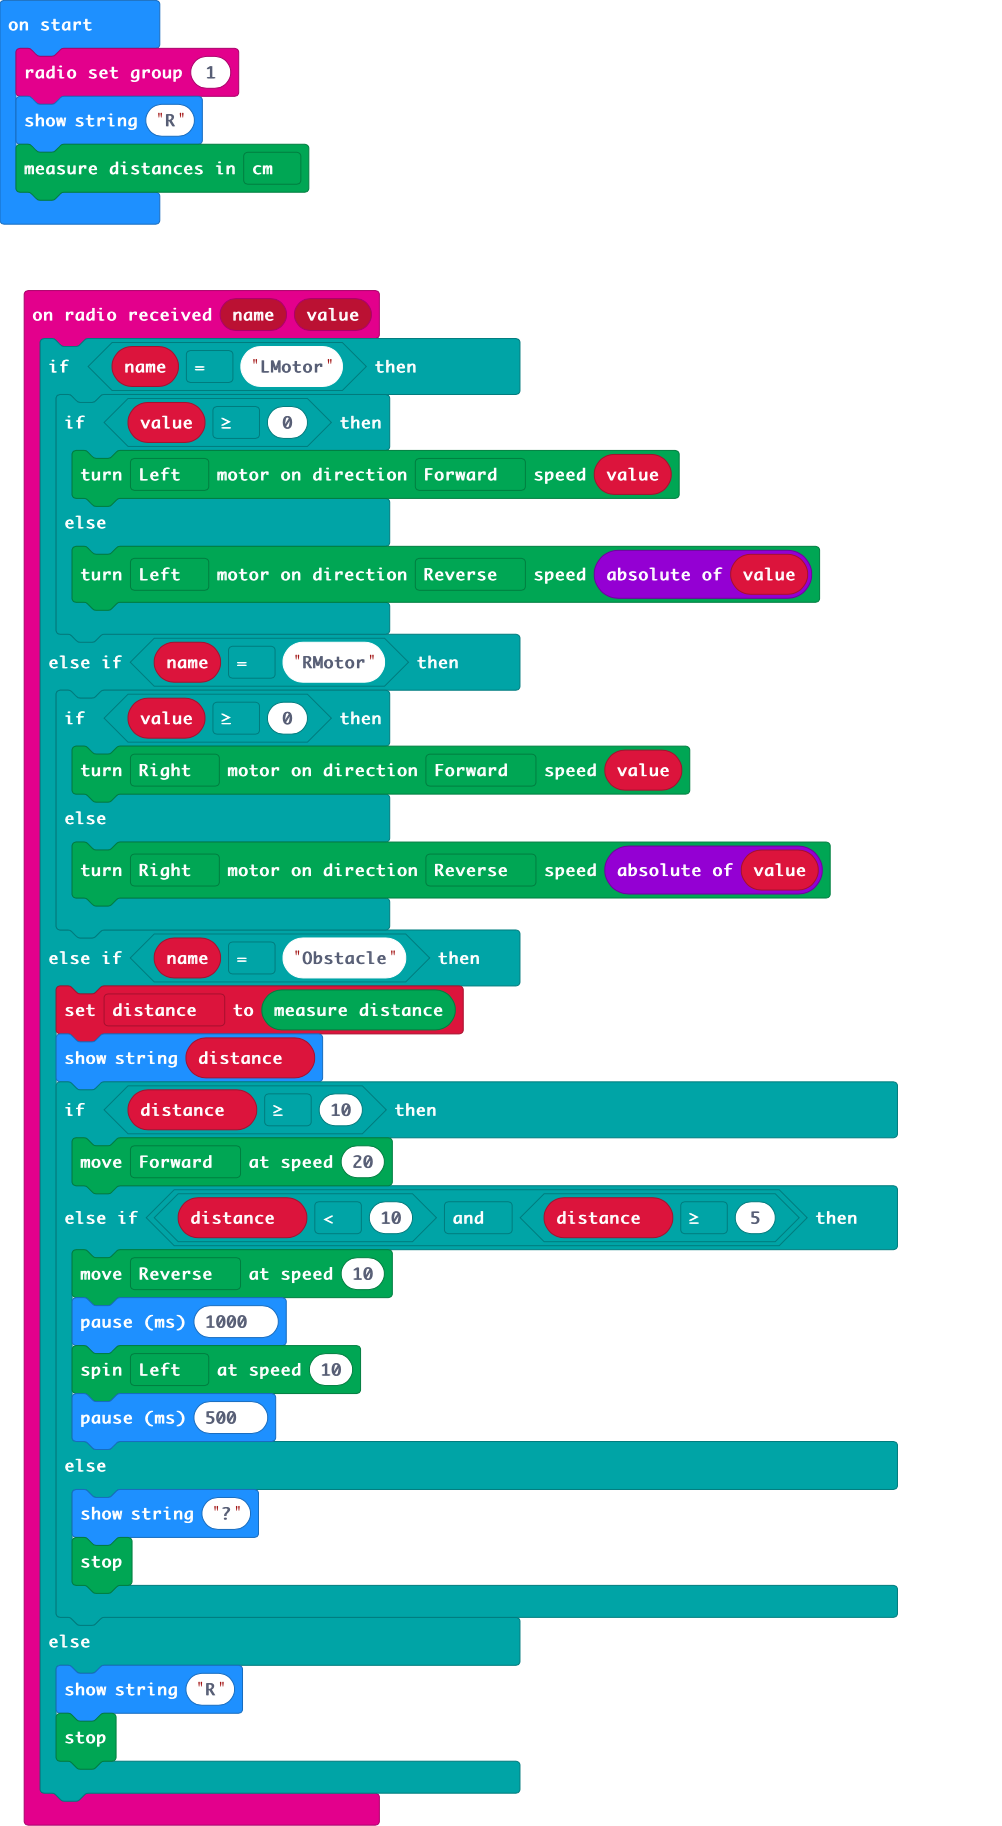 on start
radio set group 1
show string "R"
measure distances in cm
on radio received name value
if name = "LMotor" then
if value ≥ 0 then
turn Left motor on direction Forward speed value
else
turn Left motor on direction Reverse speed absolute of value
else if name = "RMotor" then
if value ≥ 0 then
turn Right motor on direction Forward speed value
else
turn Right motor on direction Reverse speed absolute of value
else if name = "Obstacle" then
set distance to measure distance
show string distance
if distance ≥ 10 then
move Forward at speed 20
else if distance < 10 and distance ≥ 5 then
move Reverse at speed 10
pause (ms) 1000
spin Left at speed 10
pause (ms) 500
else
show string "?"
stop
else
show string "R"
stop